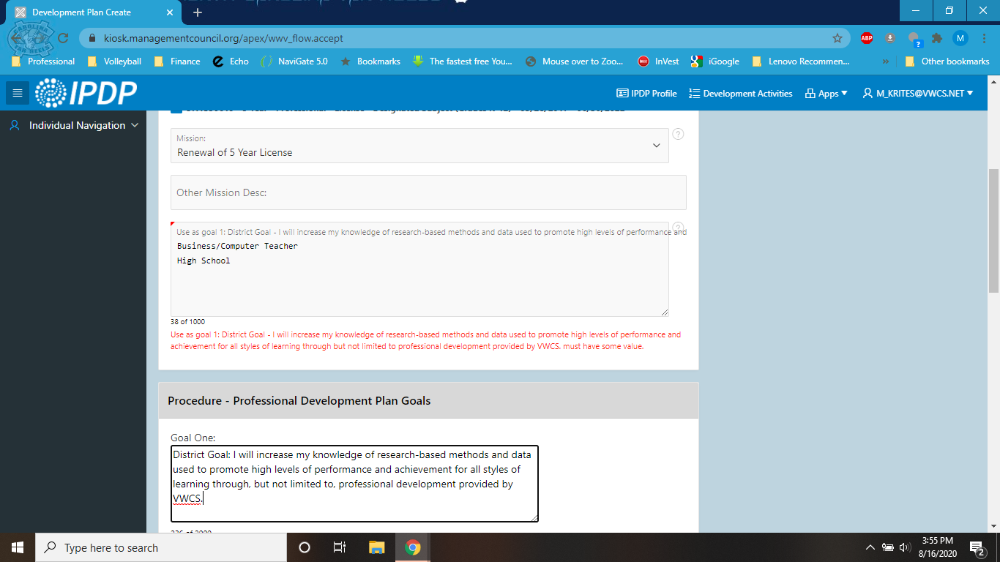 Development Plan Create
kiosk.managementcouncil.org/apex/wwv_flow.accept
ABP
?
M
Professional
Volleyball
Finance
Echo
NaviGate 5.0
Bookmarks
The fastest free You...
Mouse over to Zoo...
InVest
iGoogle
Lenovo Recommen...
»
Other bookmarks
CAROLINA
TAR HEELS
IPDP
IPDP Profile
Development Activities
Apps
M_KRITES@VWCS.NET
Individual Navigation
Mission:
Renewal of 5 Year License
?
Other Mission Desc:
Use as goal 1: District Goal - I will increase my knowledge of research-based methods and data used to promote high levels of performance and
?
Business/Computer Teacher
High School
38 of 1000
Use as goal 1: District Goal - I will increase my knowledge of research-based methods and data used to promote high levels of performance and
achievement for all styles of learning through but not limited to professional development provided by VWCS. must have some value.
Procedure - Professional Development Plan Goals
Goal One:
District Goal: I will increase my knowledge of research-based methods and data
used to promote high levels of performance and achievement for all styles of
learning through, but not limited to, professional development provided by
VWCS.
Type here to search
3:55 PM
8/16/2020
2